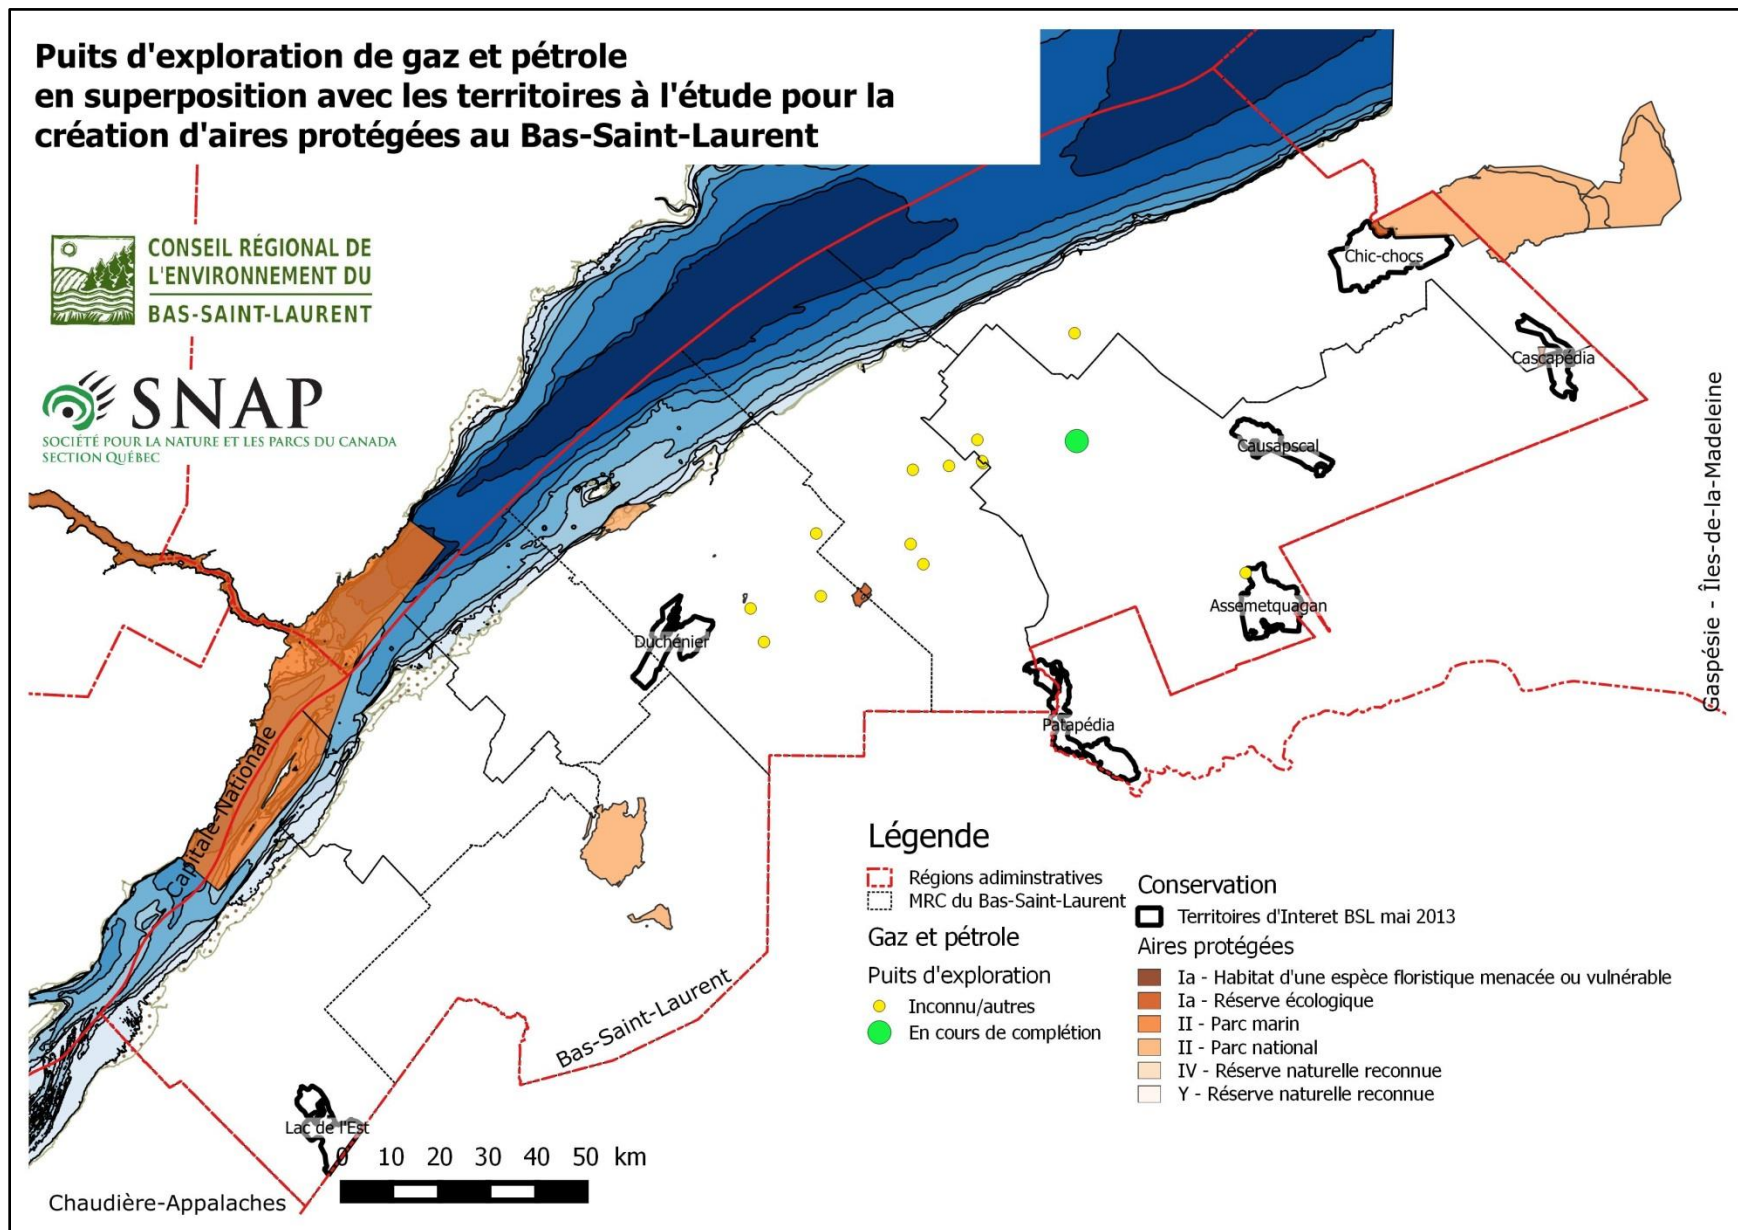 Puits d'exploration de gaz et pétrole
en superposition avec les territoires à l'étude pour la
création d'aires protégées au Bas-Saint-Laurent
CONSEIL RÉGIONAL DE
L'ENVIRONNEMENT DU
BAS-SAINT-LAURENT
SNAP
SOCIÉTÉ POUR LA NATURE ET LES PARCS DU CANADA
SECTION QUÉBEC
Chic-chocs
Cascapédia
Causapscal
Assemetquagan
Duchénier
Patapédia
Lac de l'Est
Capitale-Nationale
Bas-Saint-Laurent
Chaudière-Appalaches
Gaspésie - Îles-de-la-Madeleine
Légende
Régions adiminstratives
MRC du Bas-Saint-Laurent
Gaz et pétrole
Puits d'exploration
Inconnu/autres
En cours de complétion
Conservation
Territoires d'Interet BSL mai 2013
Aires protégées
Ia - Habitat d'une espèce floristique menacée ou vulnérable
Ia - Réserve écologique
II - Parc marin
II - Parc national
IV - Réserve naturelle reconnue
Y - Réserve naturelle reconnue
0 10 20 30 40 50 km